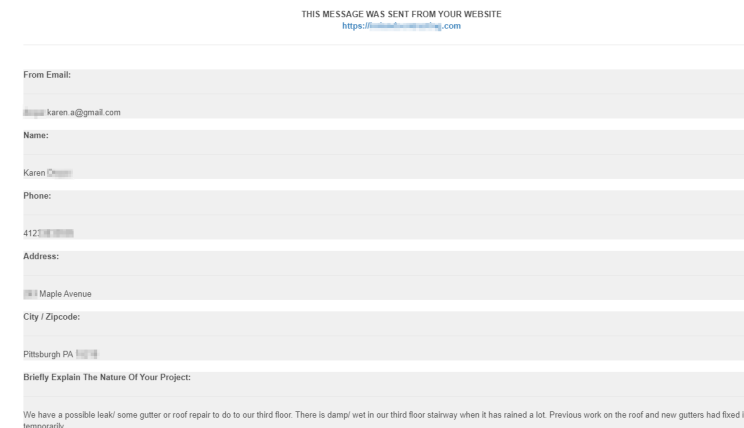 THIS MESSAGE WAS SENT FROM YOUR WEBSITE
https:// .com
From Email:
karen.a@gmail.com
Name:
Karen
Phone:
412
Address:
Maple Avenue
City / Zipcode:
Pittsburgh PA
Briefly Explain The Nature Of Your Project:
We have a possible leak/ some gutter or roof repair to do to our third floor. There is damp/ wet in our third floor stairway when it has rained a lot. Previous work on the roof and new gutters had fixed i
temporarily